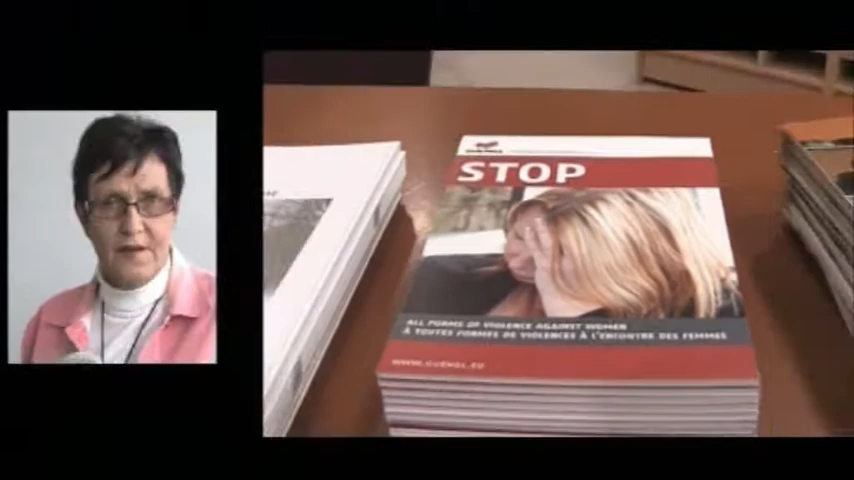 STOP
ALL FORMS OF VIOLENCE AGAINST WOMEN
À TOUTES FORMES DE VIOLENCES À L'ENCONTRE DES FEMMES